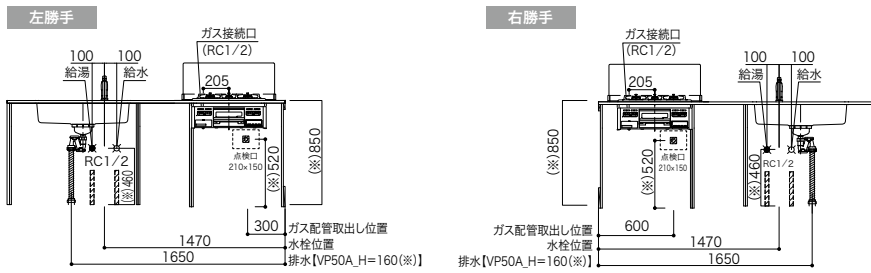 左勝手
ガス接続口
(RC1/2)
100
100
給湯
給水
205
RC1/2
(※)460
点検口
210×150
(※)520
(※)850
300
ガス配管取出し位置
1470
水栓位置
1650
排水【VP50A_H=160(※)】
右勝手
ガス接続口
(RC1/2)
100
100
給湯
給水
205
(※)850
点検口
210×150
(※)520
RC1/2
(※)460
ガス配管取出し位置
600
水栓位置
1470
排水【VP50A_H=160(※)】
1650